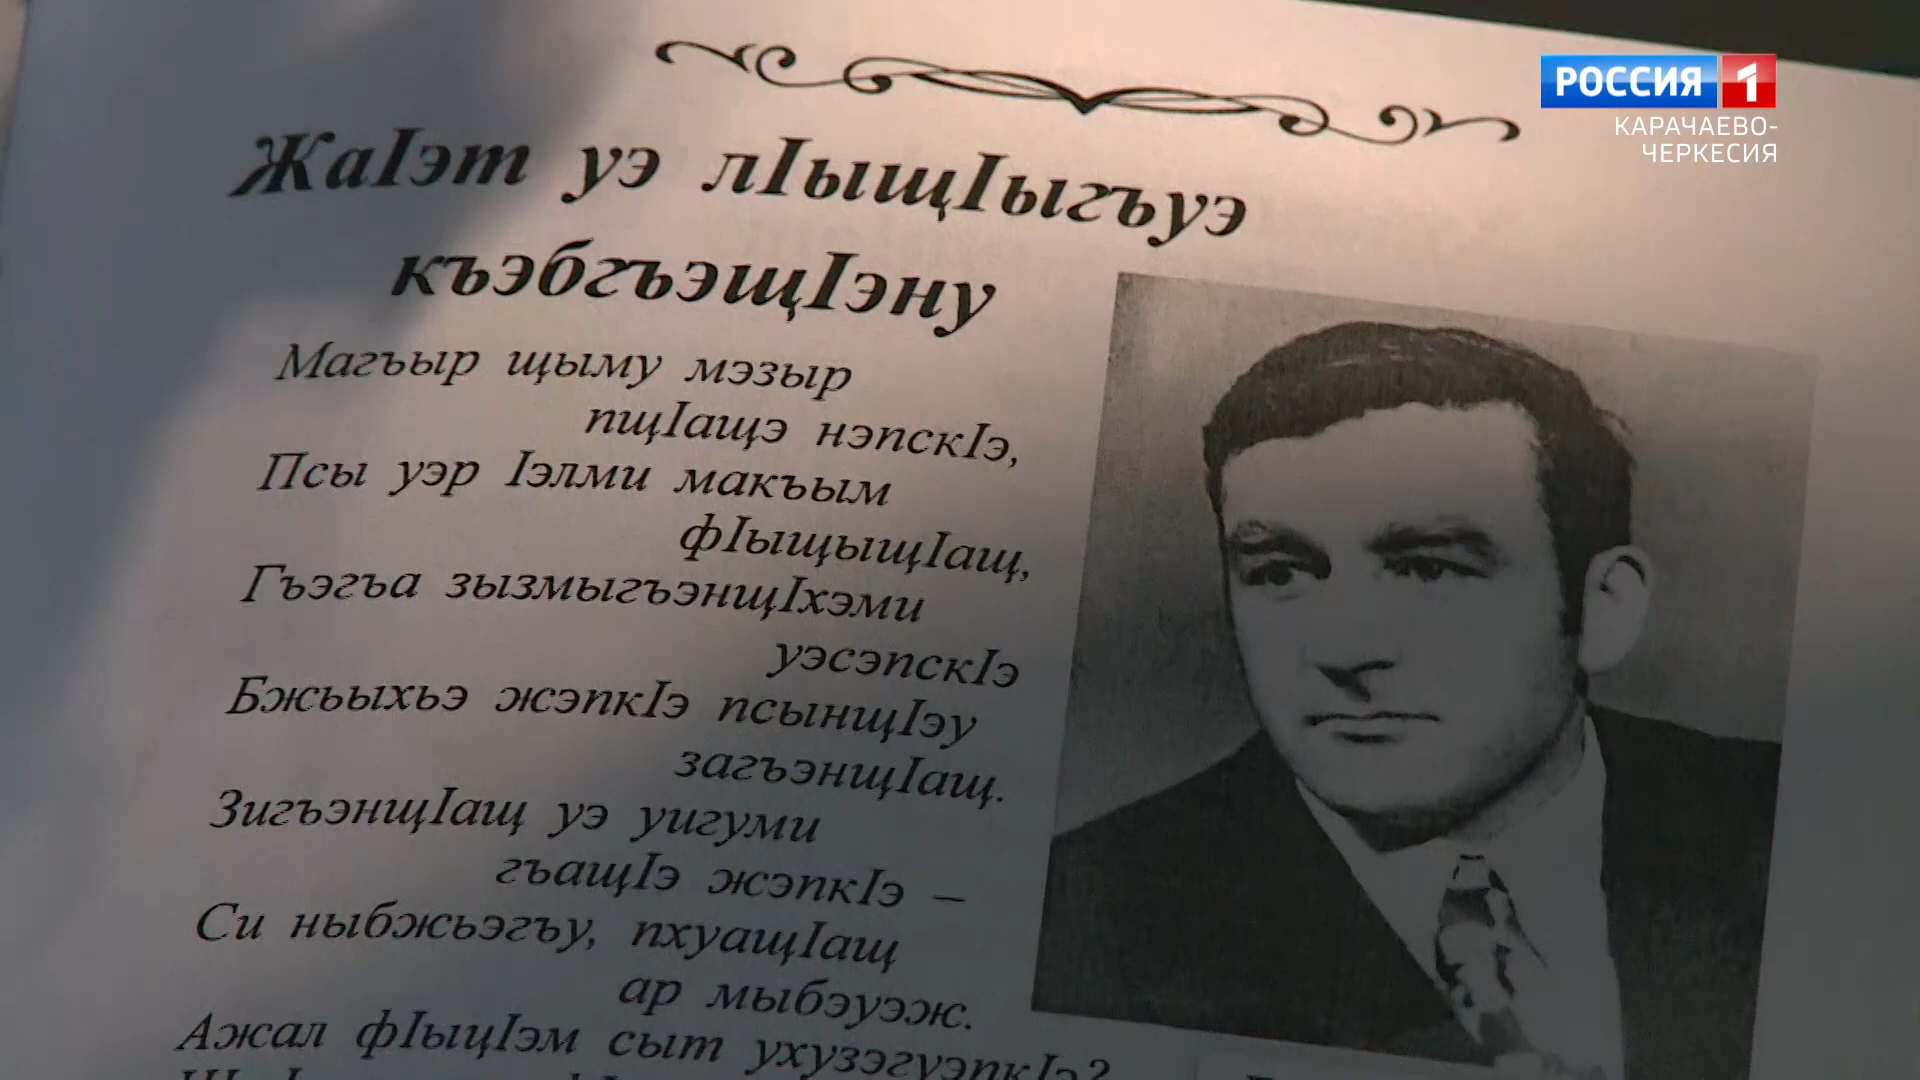 РОССИЯ 1
КАРАЧАЕВО-
ЧЕРКЕСИЯ
ЖаIэт уэ лIыщIыгъуэ
къэбгъэщIэну
Магъыр щыму мэзыр
пщIащэ нэпскIэ,
Псы уэр Iэлми макъым
фIыщыщIащ,
Гъэгъа зызмыгъэнщIхэми
уэсэпскIэ
Бжьыхьэ жэпкIэ псынщIэу
загъэнщIащ.
ЗигъэнщIащ уэ уигуми
гъащIэ жэпкIэ –
Си ныбжьэгъу, пхуащIащ
ар мыбэуэж.
Ажал фIыцIэм сыт ухузэгуэпкIэ?